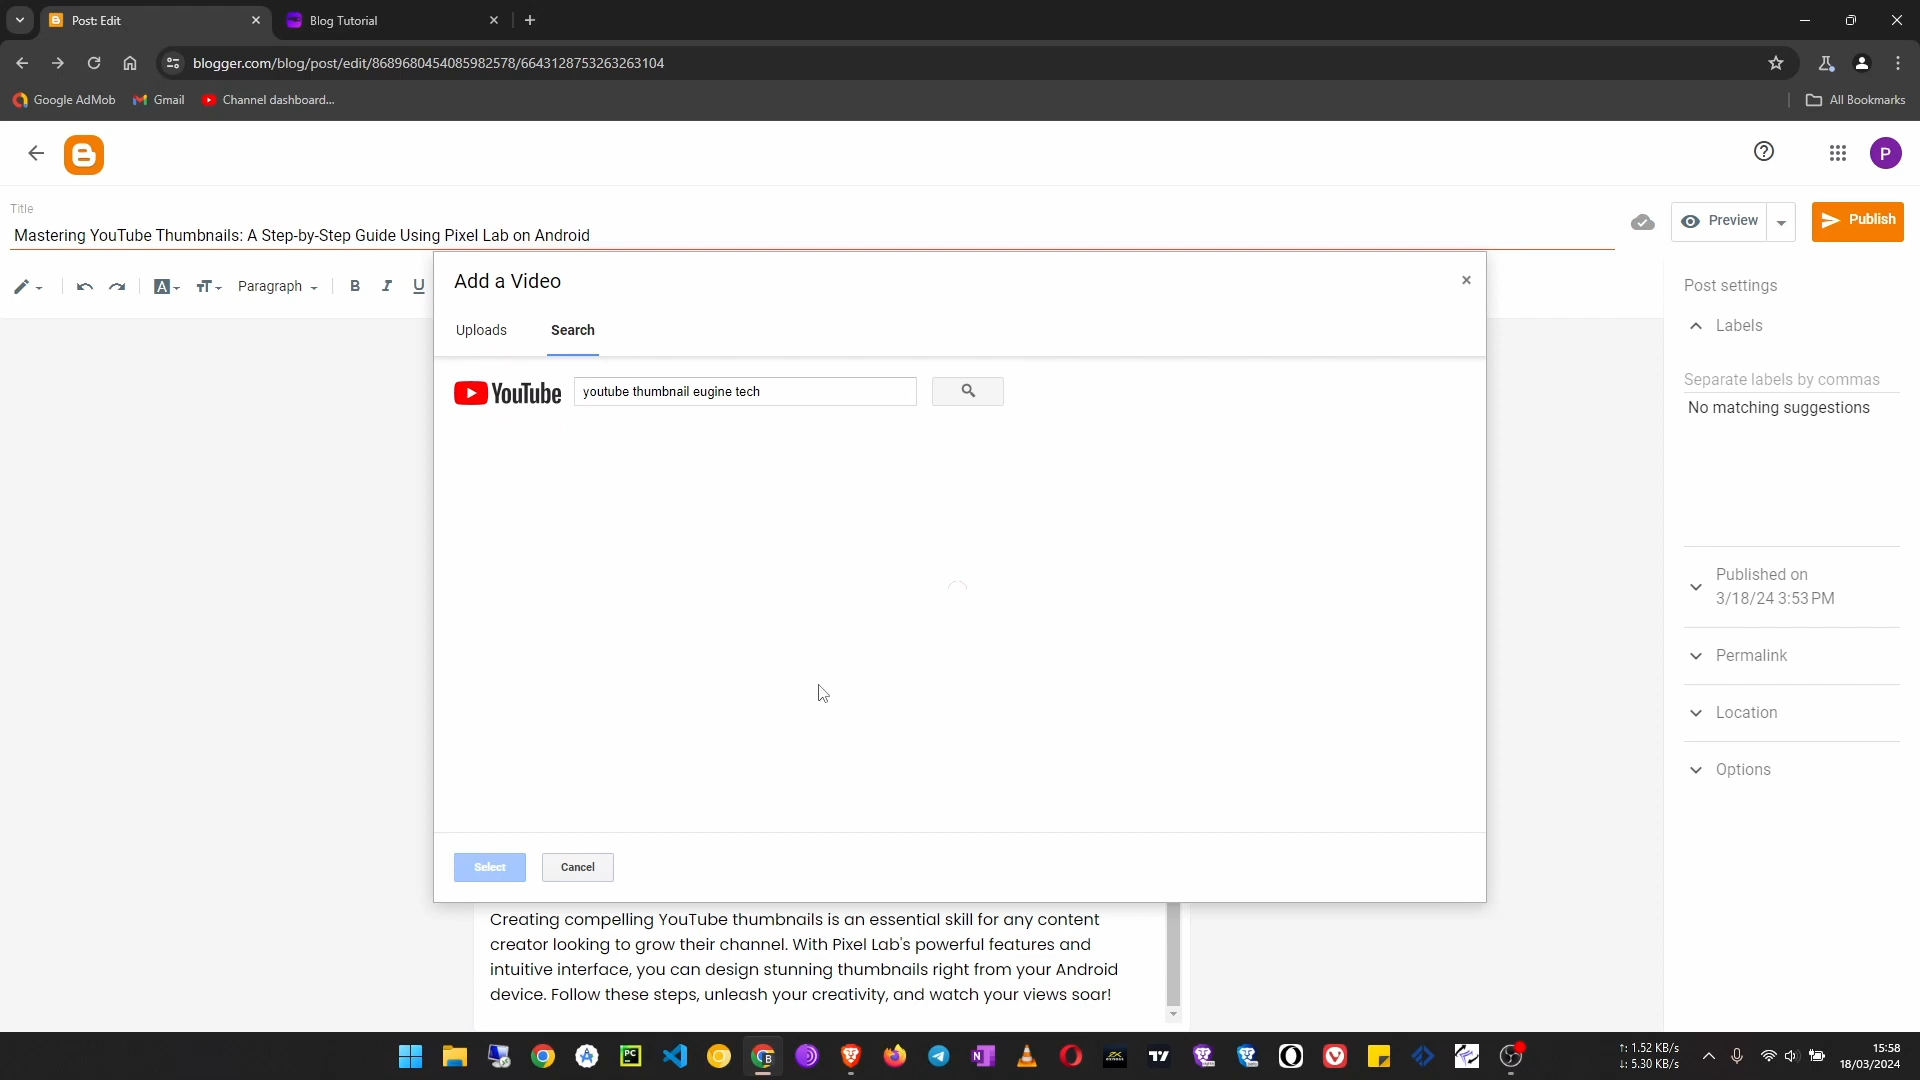 Post: Edit
Blog Tutorial
blogger.com/blog/post/edit/8689680454085982578/6643128753263263104
Google AdMob
Gmail
Channel dashboard...
All Bookmarks
P
Title
Mastering YouTube Thumbnails: A Step-by-Step Guide Using Pixel Lab on Android
Preview
Publish
Paragraph
B I U
Add a Video
Uploads
Search
YouTube
youtube thumbnail eugine tech
Select
Cancel
Post settings
Labels
Separate labels by commas
No matching suggestions
Published on
3/18/24 3:53 PM
Permalink
Location
Options
Creating compelling YouTube thumbnails is an essential skill for any content
creator looking to grow their channel. With Pixel Lab's powerful features and
intuitive interface, you can design stunning thumbnails right from your Android
device. Follow these steps, unleash your creativity, and watch your views soar!
↑: 1.52 KB/s
↓: 5.30 KB/s
15:58
18/03/2024